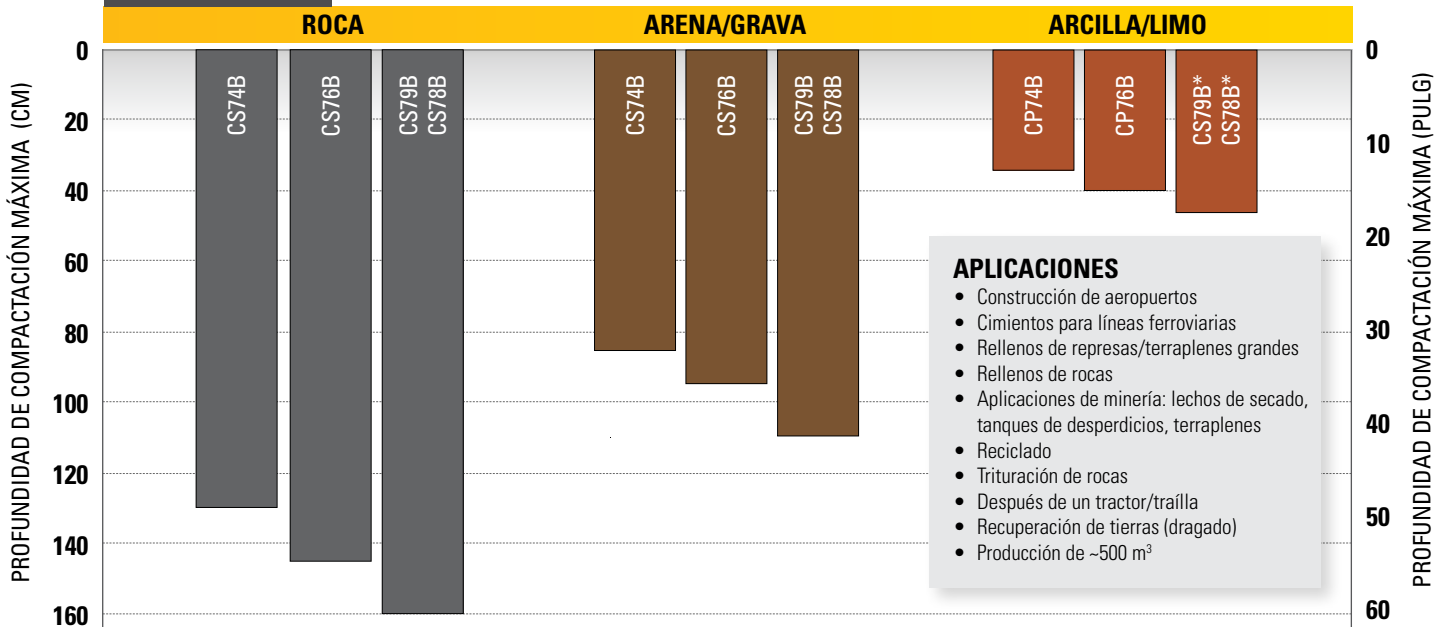 ROCA
ARENA/GRAVA
ARCILLA/LIMO
PROFUNDIDAD DE COMPACTACIÓN MÁXIMA (CM)
0
20
40
60
80
100
120
140
160
CS74B
CS76B
CS79B
CS78B
CS74B
CS76B
CS79B
CS78B
CP74B
CP76B
CS79B*
CS78B*
APLICACIONES
• Construcción de aeropuertos
• Cimientos para líneas ferroviarias
• Rellenos de represas/terraplenes grandes
• Rellenos de rocas
• Aplicaciones de minería: lechos de secado,
tanques de desperdicios, terraplenes
• Reciclado
• Trituración de rocas
• Después de un tractor/traílla
• Recuperación de tierras (dragado)
• Producción de ~500 m³
0
10
20
30
40
50
60
PROFUNDIDAD DE COMPACTACIÓN MÁXIMA (PULG)